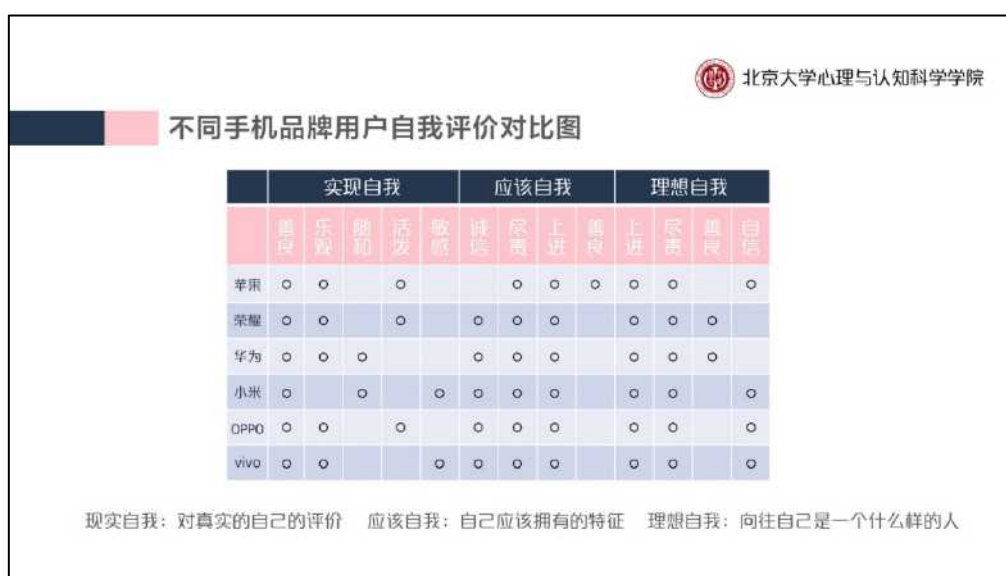 北京大学心理与认知科学学院
不同手机品牌用户自我评价对比图
实现自我 应该自我 理想自我
善良 乐观 随和 活泼 敏感 诚信 尽责 上进 善良 上进 尽责 善良 自信
苹果 ○ ○ ○ ○ ○ ○ ○ ○ ○
荣耀 ○ ○ ○ ○ ○ ○ ○ ○ ○
华为 ○ ○ ○ ○ ○ ○ ○ ○ ○
小米 ○ ○ ○ ○ ○ ○ ○ ○ ○
OPPO ○ ○ ○ ○ ○ ○ ○ ○ ○
vivo ○ ○ ○ ○ ○ ○ ○ ○ ○
现实自我：对真实的自己的评价 应该自我：自己应该拥有的特征 理想自我：向往自己是一个什么样的人